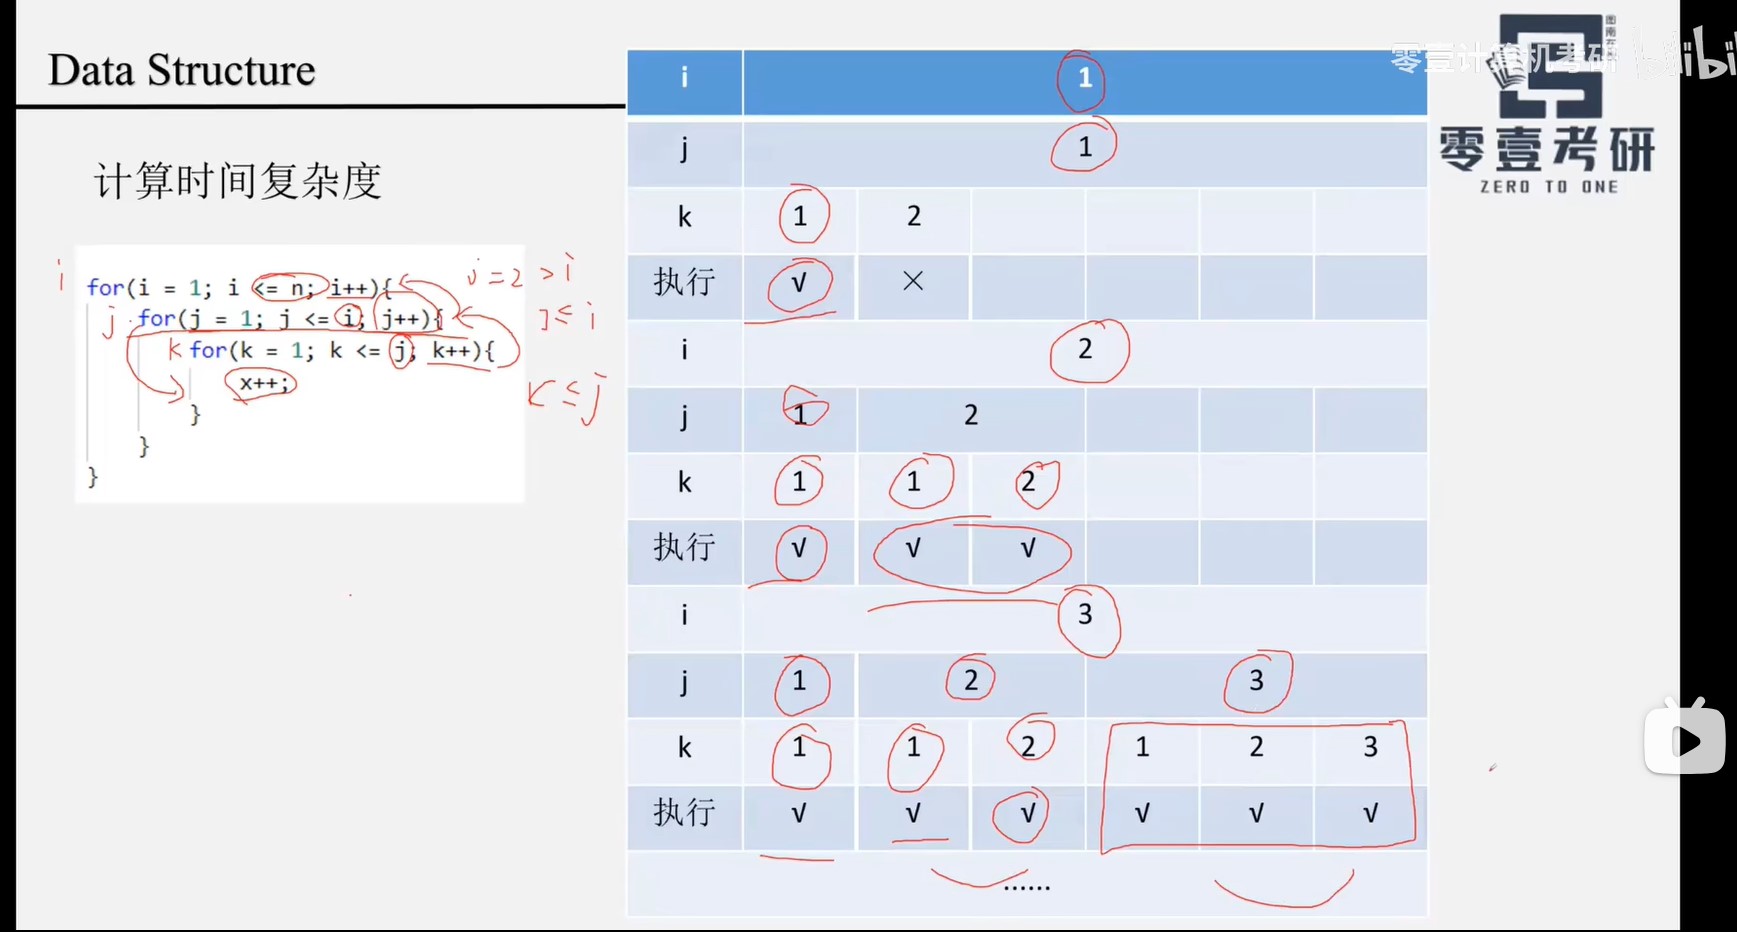 Data Structure
计算时间复杂度
i
for(i = 1; i <= n; i++){
j=2 >i
j
for(j = 1; j <= i; j++){
j≤ i
k
for(k = 1; k <= j; k++){
x++;
K ≤ j
}
}
}
i 1
j 1
k 1 2
执行 √ ×
i 2
j 1 2
k 1 1 2
执行 √ √ √
i 3
j 1 2 3
k 1 1 2 1 2 3
执行 √ √ √ √ √ √
......
零壹计算机考研 bilibili
零壹考研
ZERO TO ONE